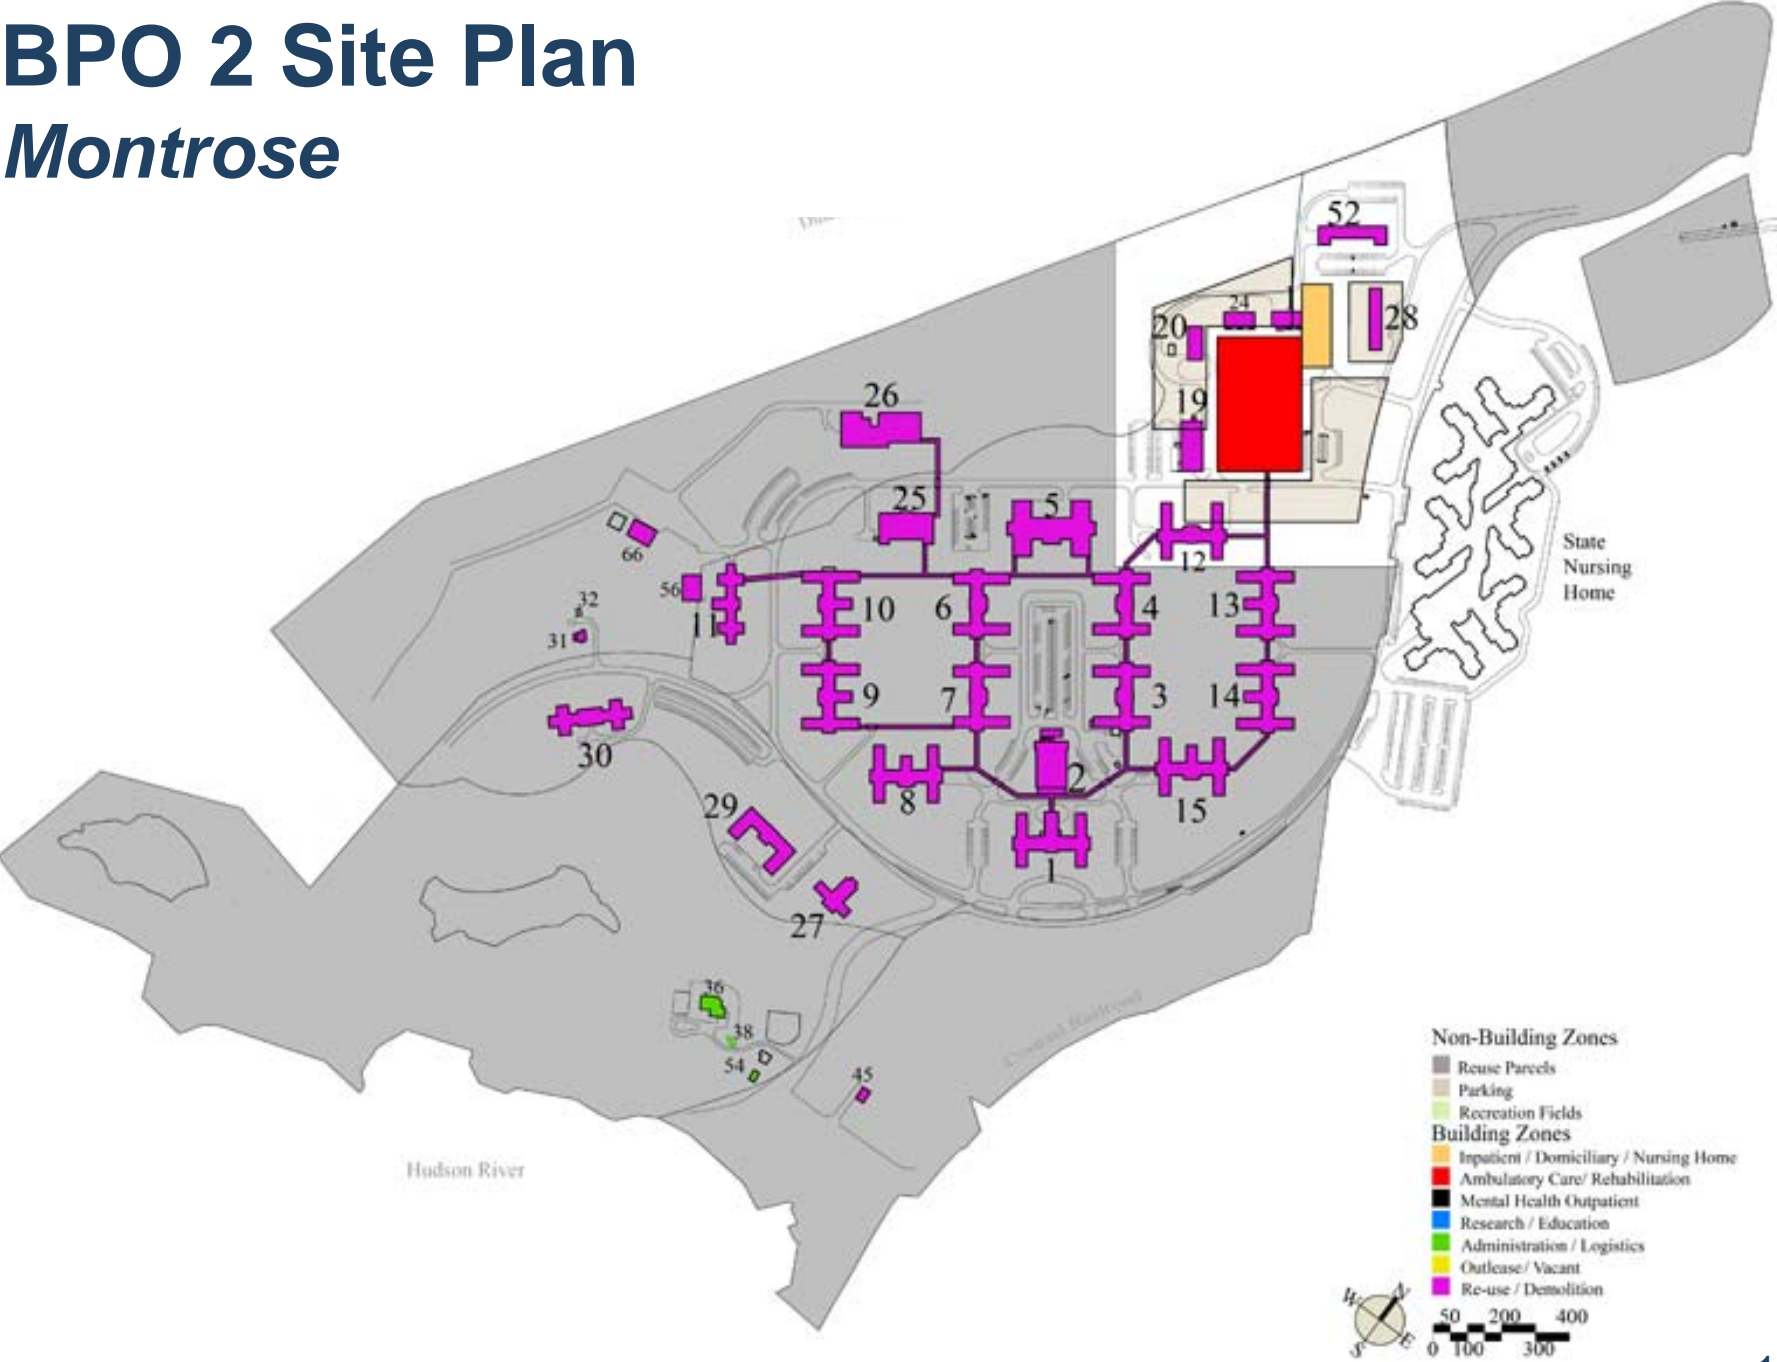 BPO 2 Site Plan
Montrose
52
24
20
28
19
26
25
5
12
66
56
11
32
31
10
6
4
13
9
7
3
14
30
8
2
15
29
1
27
36
38
54
45
State
Nursing
Home
Hudson River
Non-Building Zones
Reuse Parcels
Parking
Recreation Fields
Building Zones
Inpatient / Domiciliary / Nursing Home
Ambulatory Care/ Rehabilitation
Mental Health Outpatient
Research / Education
Administration / Logistics
Outlease/ Vacant
Re-use / Demolition
W N
S E
50 200 400
0 100 300